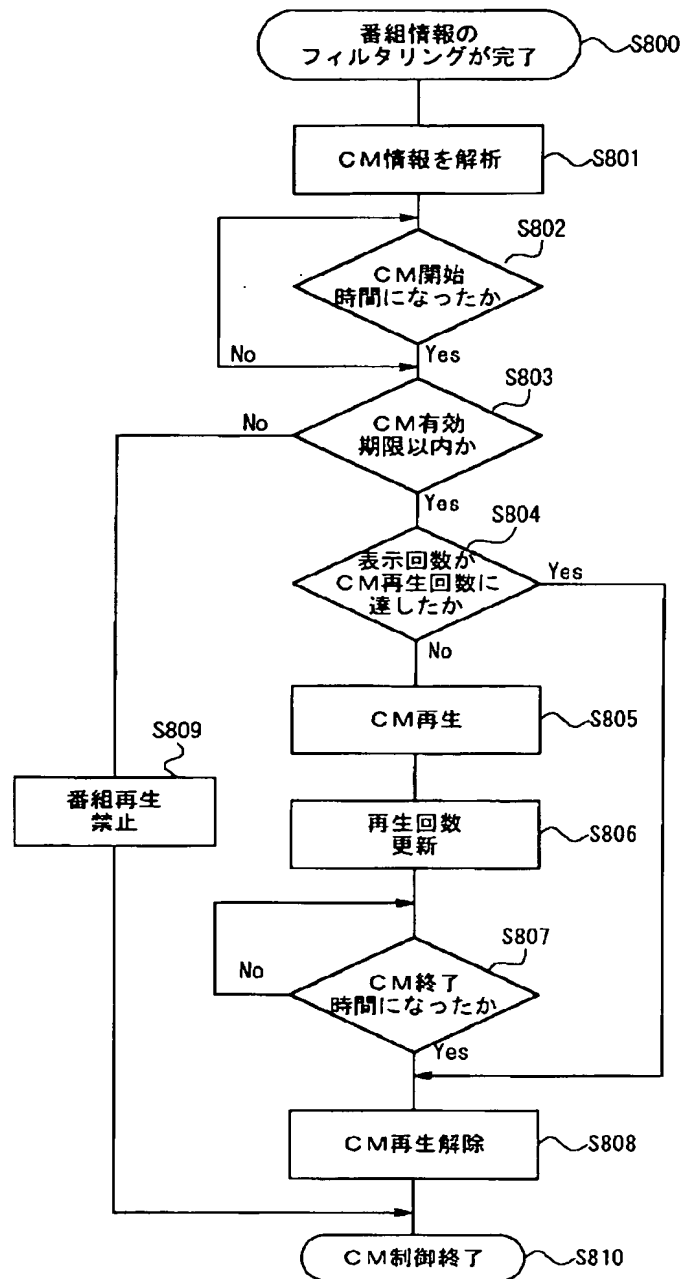 番組情報の
フィルタリングが完了
S800
CM情報を解析
S801
S802
CM開始
時間になったか
No
Yes
S803
No
CM有効
期限以内か
Yes
S804
表示回数が
CM再生回数に
達したか
Yes
No
CM再生
S805
S809
番組再生
禁止
再生回数
更新
S806
S807
No
CM終了
時間になったか
Yes
CM再生解除
S808
CM制御終了
S810